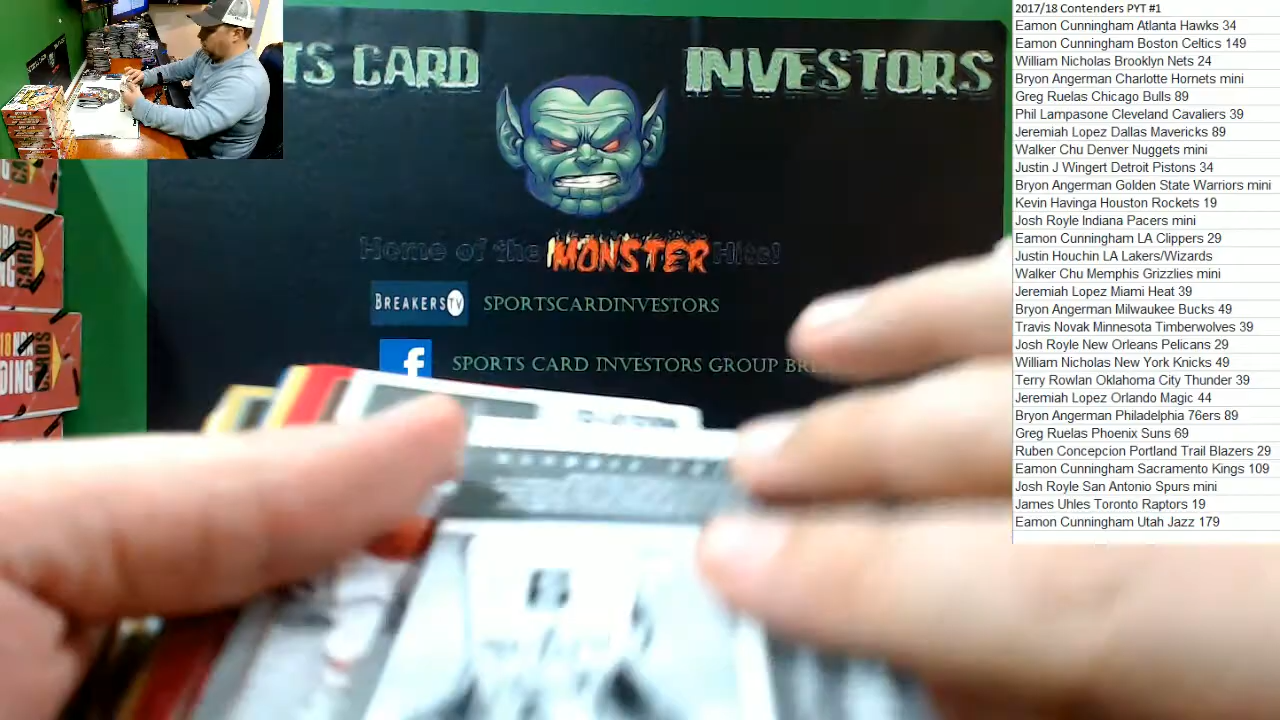 TS CARD INVESTORS
Home of the MONSTER Hits!
BREAKERS TV SPORTSCARDINVESTORS
f SPORTS CARD INVESTORS GROUP BRE
NG CARDS
18 NBA
DING CARDS
2017/18 Contenders PYT #1
Eamon Cunningham Atlanta Hawks 34
Eamon Cunningham Boston Celtics 149
William Nicholas Brooklyn Nets 24
Bryon Angerman Charlotte Hornets mini
Greg Ruelas Chicago Bulls 89
Phil Lampasone Cleveland Cavaliers 39
Jeremiah Lopez Dallas Mavericks 89
Walker Chu Denver Nuggets mini
Justin J Wingert Detroit Pistons 34
Bryon Angerman Golden State Warriors mini
Kevin Havinga Houston Rockets 19
Josh Royle Indiana Pacers mini
Eamon Cunningham LA Clippers 29
Justin Houchin LA Lakers/Wizards
Walker Chu Memphis Grizzlies mini
Jeremiah Lopez Miami Heat 39
Bryon Angerman Milwaukee Bucks 49
Travis Novak Minnesota Timberwolves 39
Josh Royle New Orleans Pelicans 29
William Nicholas New York Knicks 49
Terry Rowlan Oklahoma City Thunder 39
Jeremiah Lopez Orlando Magic 44
Bryon Angerman Philadelphia 76ers 89
Greg Ruelas Phoenix Suns 69
Ruben Concepcion Portland Trail Blazers 29
Eamon Cunningham Sacramento Kings 109
Josh Royle San Antonio Spurs mini
James Uhles Toronto Raptors 19
Eamon Cunningham Utah Jazz 179